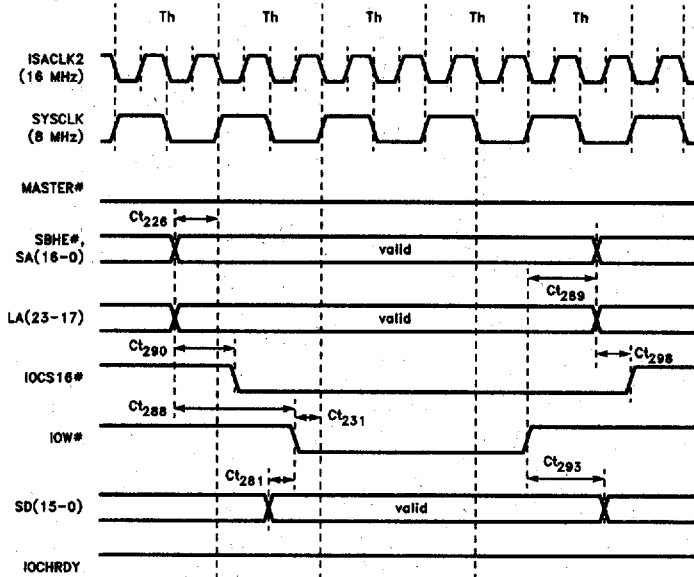 Th Th Th Th Th
ISACLK2
(16 MHz)
SYSCLK
(8 MHz)
MASTER#
Ct226
SBHE#,
SA(16-0)
valid
Ct289
LA(23-17)
valid
Ct290
Ct298
IOCS16#
Ct288
Ct231
IOW#
Ct281
Ct293
SD(15-0)
valid
IOCHRDY